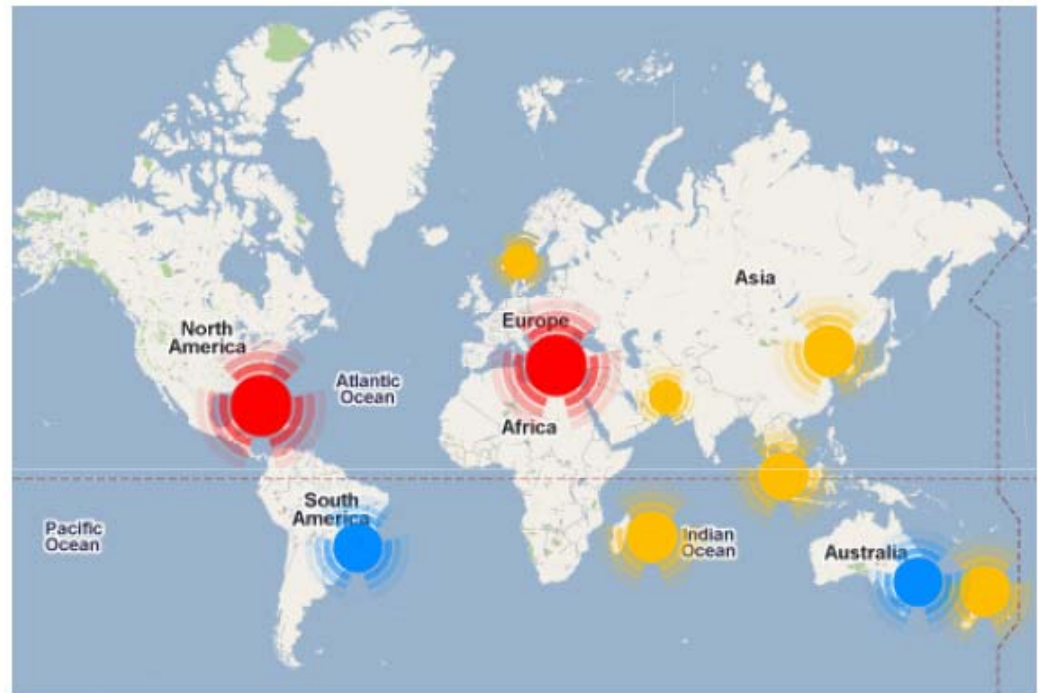 Asia
North
America
Europe
Atlantic
Ocean
Africa
South
America
Pacific
Ocean
Indian
Ocean
Australia